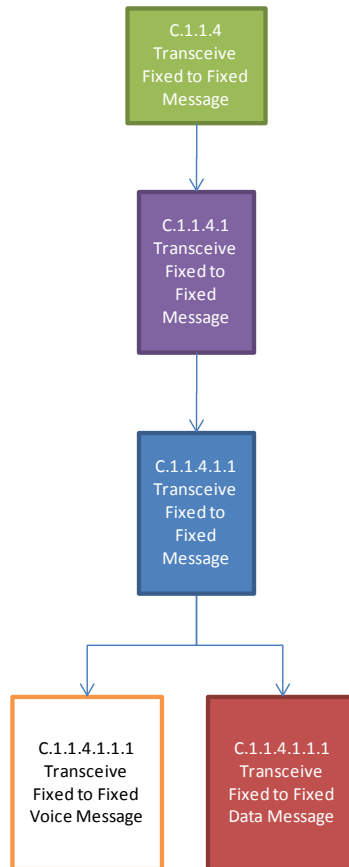 C.1.1.4
Transceive
Fixed to Fixed
Message
C.1.1.4.1
Transceive
Fixed to
Fixed
Message
C.1.1.4.1.1
Transceive
Fixed to
Fixed
Message
C.1.1.4.1.1.1
Transceive
Fixed to Fixed
Voice Message
C.1.1.4.1.1.1
Transceive
Fixed to Fixed
Data Message